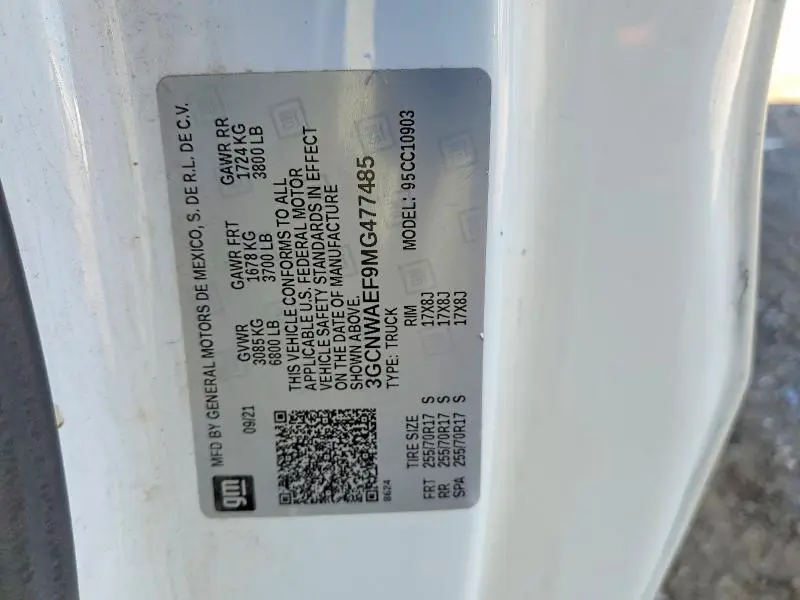 gm
MFD BY GENERAL MOTORS DE MEXICO, S. DE R.L. DE C.V.
09/21
GVWR GAWR FRT GAWR RR
3085 KG 1678 KG 1724 KG
6800 LB 3700 LB 3800 LB
THIS VEHICLE CONFORMS TO ALL
APPLICABLE U.S. FEDERAL MOTOR
VEHICLE SAFETY STANDARDS IN EFFECT
ON THE DATE OF MANUFACTURE
SHOWN ABOVE.
3GCNWAEF9MG477485
TYPE: TRUCK MODEL: 95CC10903
8624
TIRE SIZE RIM
FRT 255/70R17 S 17X8J
RR 255/70R17 S 17X8J
SPA 255/70R17 S 17X8J